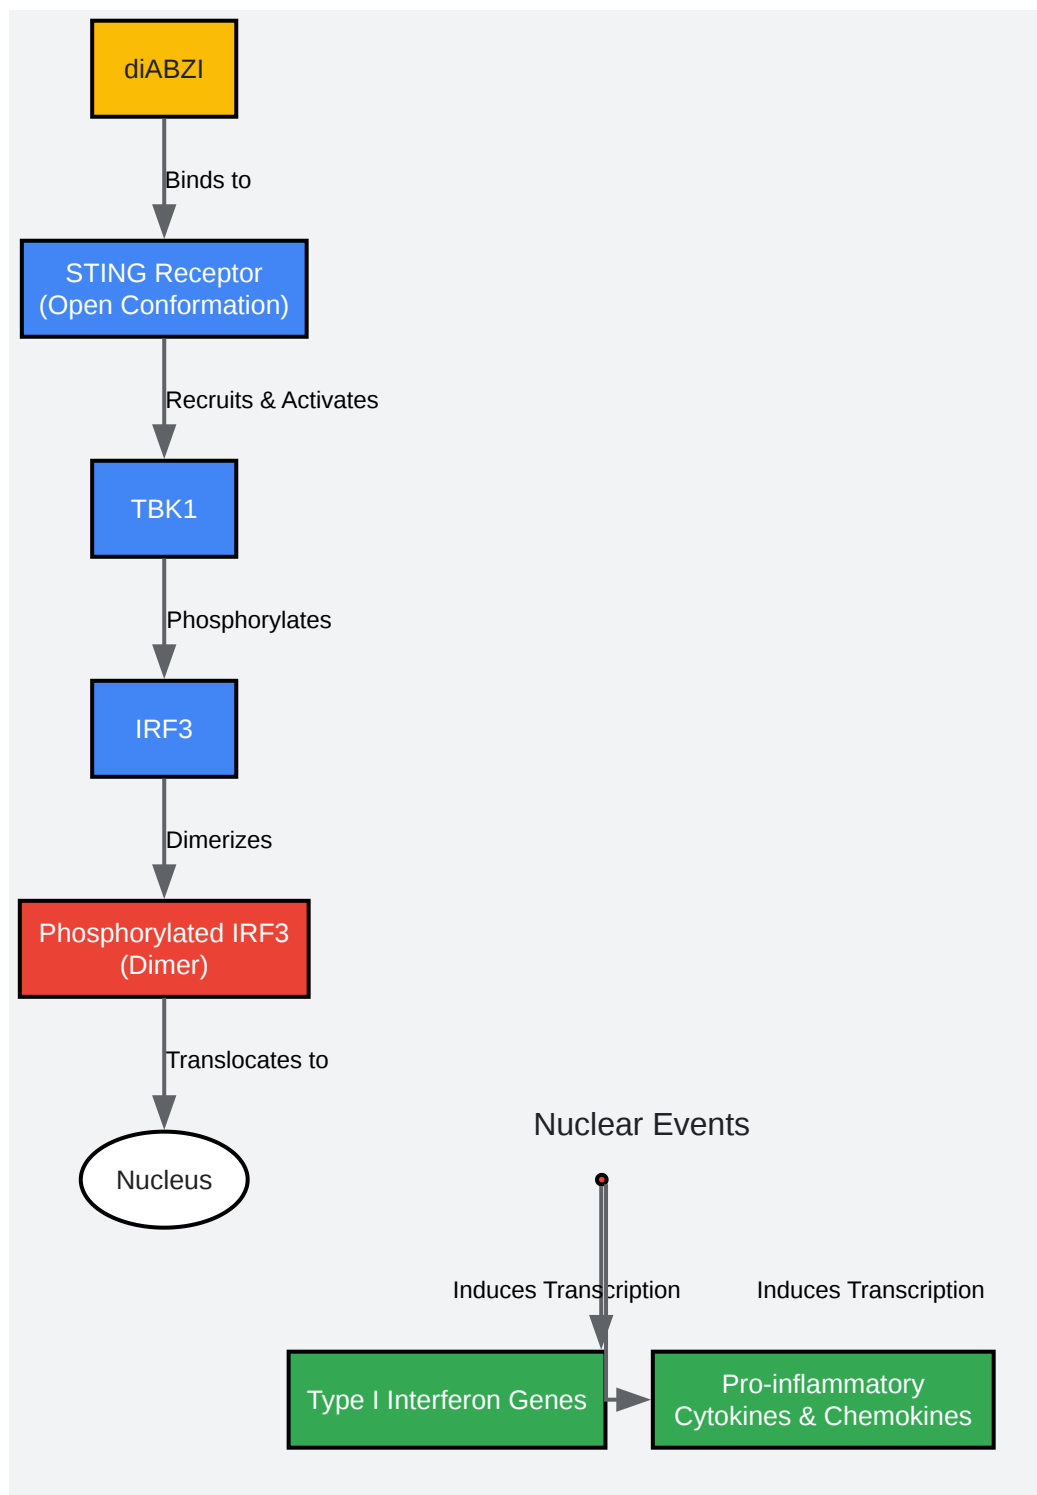 diABZI
Binds to
STING Receptor
(Open Conformation)
Recruits & Activates
TBK1
Phosphorylates
IRF3
Dimerizes
Phosphorylated IRF3
(Dimer)
Translocates to
Nucleus
Nuclear Events
Induces Transcription
Induces Transcription
Type I Interferon Genes
Pro-inflammatory
Cytokines & Chemokines